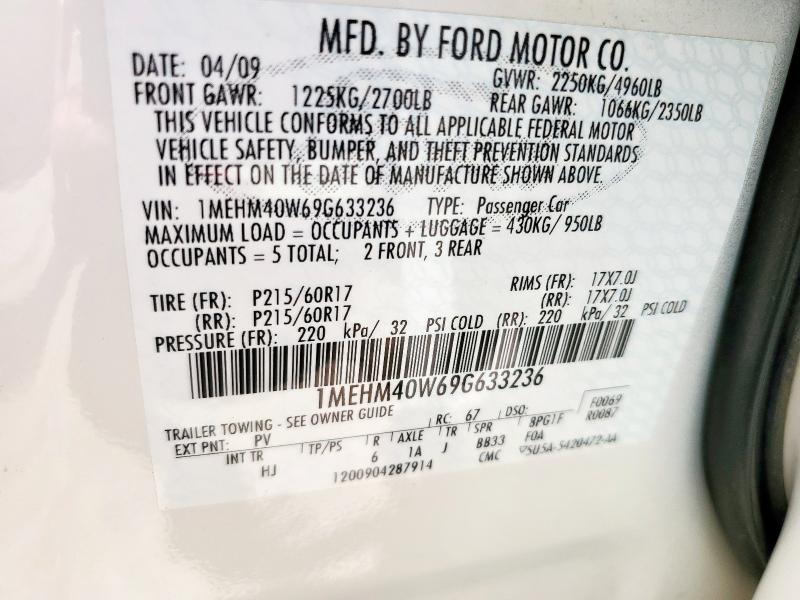 MFD. BY FORD MOTOR CO.
DATE: 04/09 GVWR: 2250KG/4960LB
FRONT GAWR: 1225KG/2700LB REAR GAWR: 1066KG/2350LB
THIS VEHICLE CONFORMS TO ALL APPLICABLE FEDERAL MOTOR
VEHICLE SAFETY, BUMPER, AND THEFT PREVENTION STANDARDS
IN EFFECT ON THE DATE OF MANUFACTURE SHOWN ABOVE.
VIN: 1MEHM40W69G633236 TYPE: Passenger Car
MAXIMUM LOAD = OCCUPANTS + LUGGAGE = 430KG/ 950LB
OCCUPANTS = 5 TOTAL; 2 FRONT, 3 REAR
TIRE (FR): P215/60R17 RIMS (FR): 17X7.0J
(RR): P215/60R17 (RR): 17X7.0J
PRESSURE (FR): 220 kPa/ 32 PSI COLD (RR): 220 kPa/ 32 PSI COLD
1MEHM40W69G633236
TRAILER TOWING - SEE OWNER GUIDE RC: 67 DSO: F0069
EXT PNT: PV R0087
INT TR TP/PS R AXLE TR SPR 8PG1F
HJ 6 1A J BB33 FOA
1200904287914 CMC